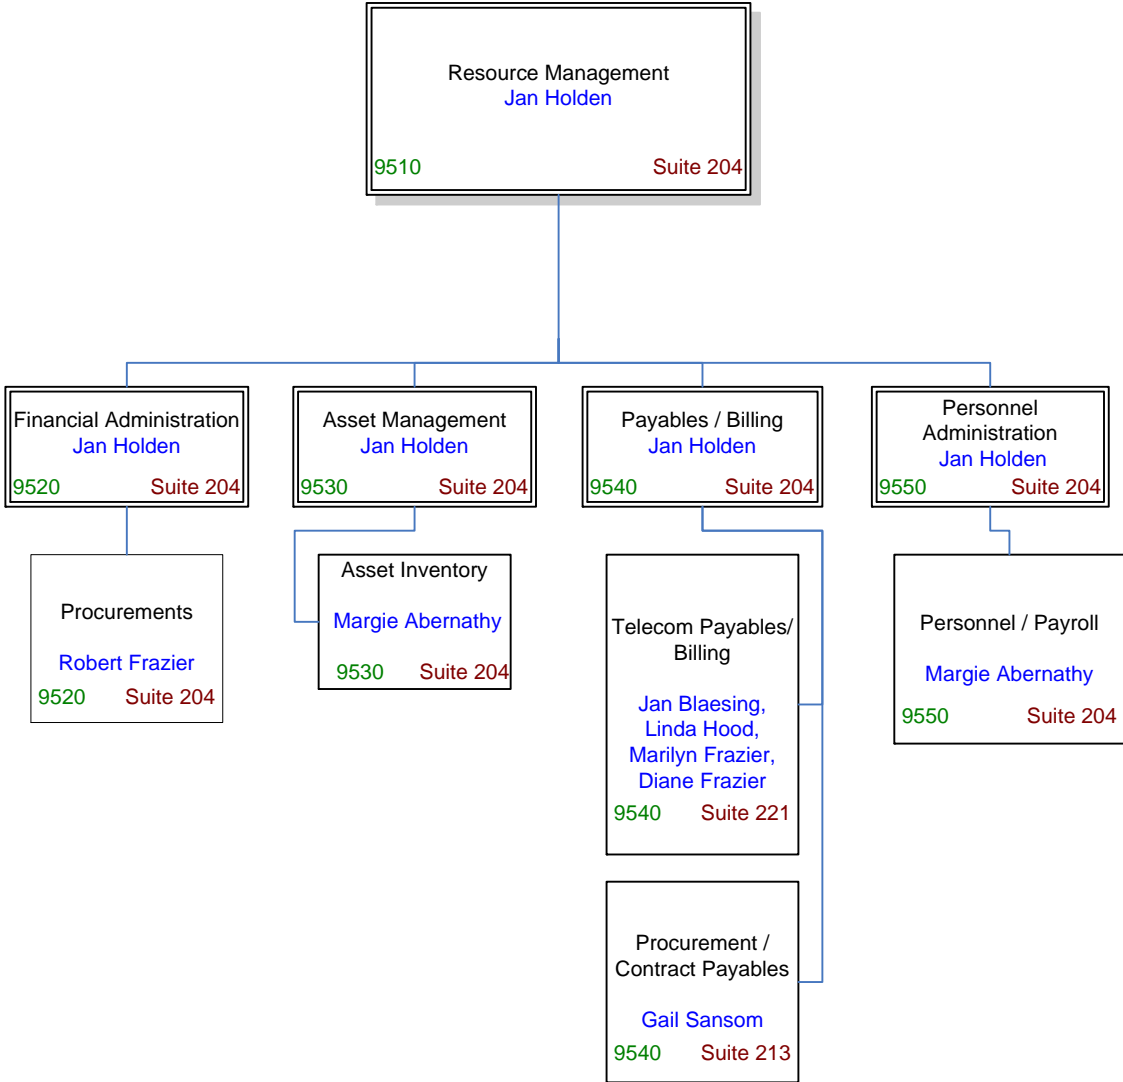 Resource Management
Jan Holden
9510 Suite 204
Financial Administration
Jan Holden
9520 Suite 204
Asset Management
Jan Holden
9530 Suite 204
Payables / Billing
Jan Holden
9540 Suite 204
Personnel
Administration
Jan Holden
9550 Suite 204
Procurements
Robert Frazier
9520 Suite 204
Asset Inventory
Margie Abernathy
9530 Suite 204
Telecom Payables/
Billing
Jan Blaesing,
Linda Hood,
Marilyn Frazier,
Diane Frazier
9540 Suite 221
Personnel / Payroll
Margie Abernathy
9550 Suite 204
Procurement /
Contract Payables
Gail Sansom
9540 Suite 213